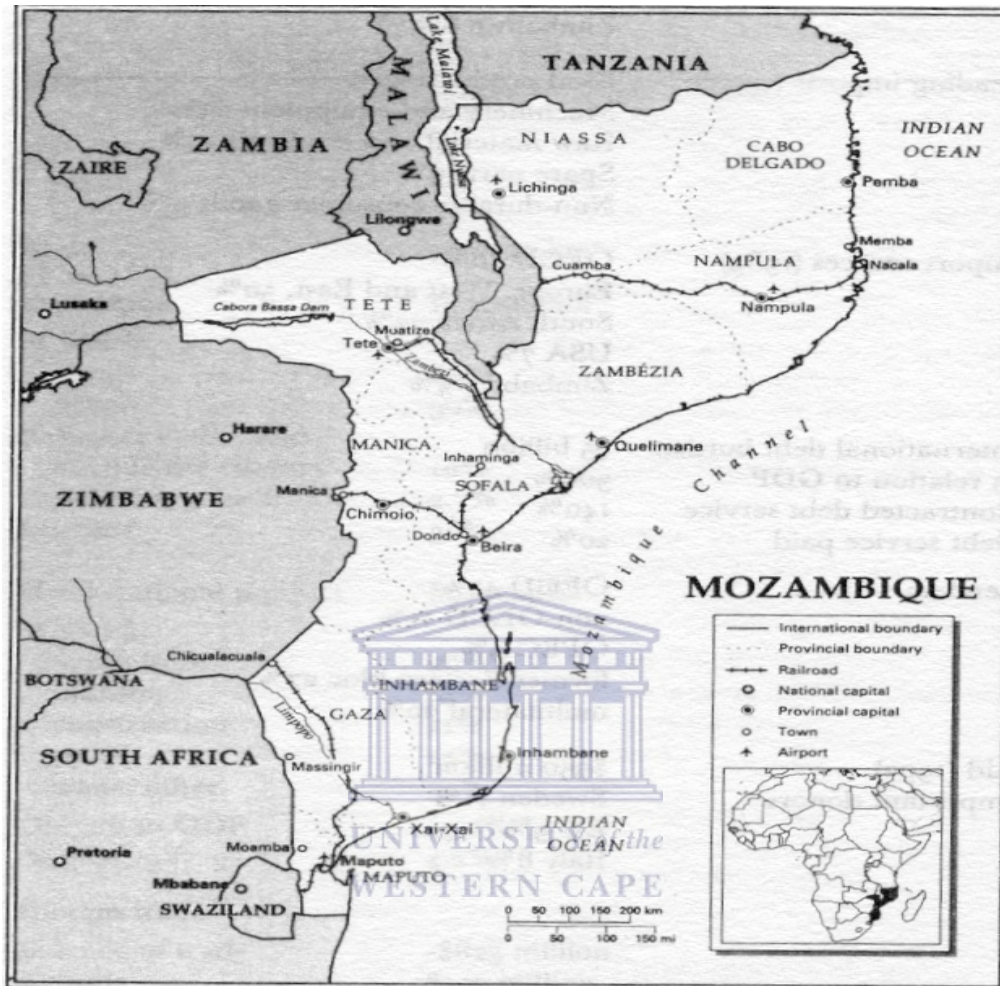 TANZANIA
Lake Malawi
MALAWI
NIASSA
INDIAN
OCEAN
CABO
DELGADO
ZAMBIA
ZAIRE
Lake Niassa
Lichinga
Pemba
Lilongwe
Memba
Nacala
NAMPULA
Cuamba
Nampula
Lusaka
Cabora Bassa Dam
TETE
Moatize
Tete
Zambezi
ZAMBÉZIA
Harare
MANICA
Quelimane
Inhaminga
SOFALA
Manica
Chimoio
ZIMBABWE
Dondo
Beira
Mozambique Channel
MOZAMBIQUE
International boundary
Provincial boundary
Railroad
National capital
Provincial capital
Town
Airport
Chicualacuala
BOTSWANA
INHAMBANE
GAZA
Limpopo
SOUTH AFRICA
Massingir
Inhambane
Xai-Xai
INDIAN
OCEAN
UNIVERSITY of the
WESTERN CAPE
Pretoria
Moamba
Maputo
MAPUTO
Mbabane
SWAZILAND
0 50 100 150 200 km
0 50 100 150 mi